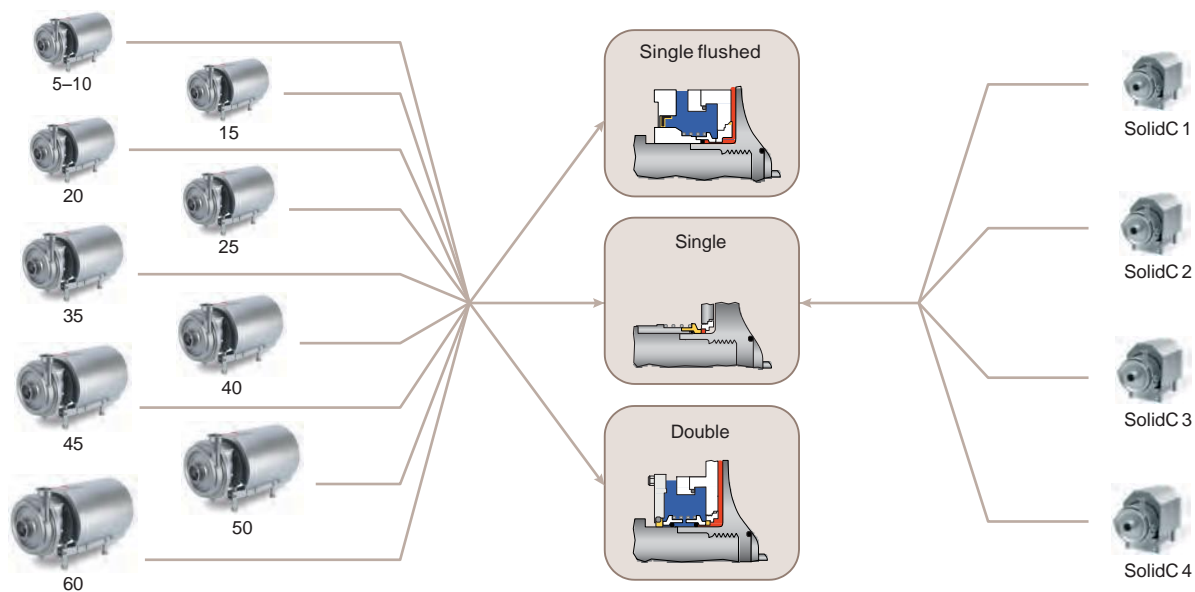 5–10
15
20
25
35
40
45
50
60
Single flushed
Single
Double
SolidC 1
SolidC 2
SolidC 3
SolidC 4